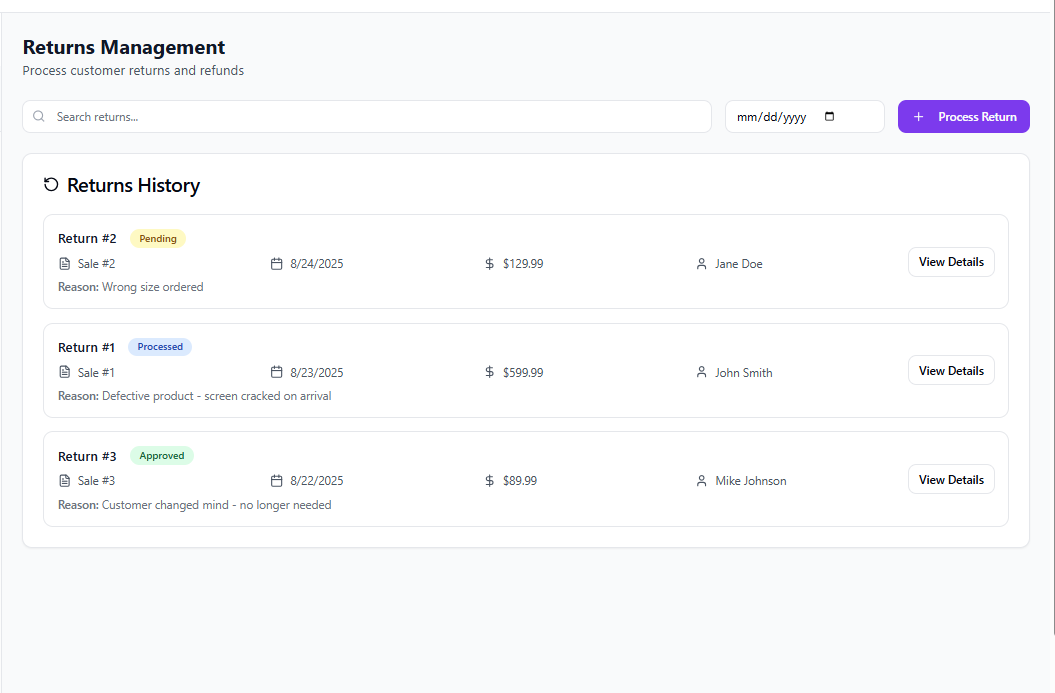 Returns Management
Process customer returns and refunds
Search returns...
mm/dd/yyyy
Process Return
Returns History
Return #2 Pending
Sale #2 8/24/2025 $129.99 Jane Doe View Details
Reason: Wrong size ordered
Return #1 Processed
Sale #1 8/23/2025 $599.99 John Smith View Details
Reason: Defective product - screen cracked on arrival
Return #3 Approved
Sale #3 8/22/2025 $89.99 Mike Johnson View Details
Reason: Customer changed mind - no longer needed